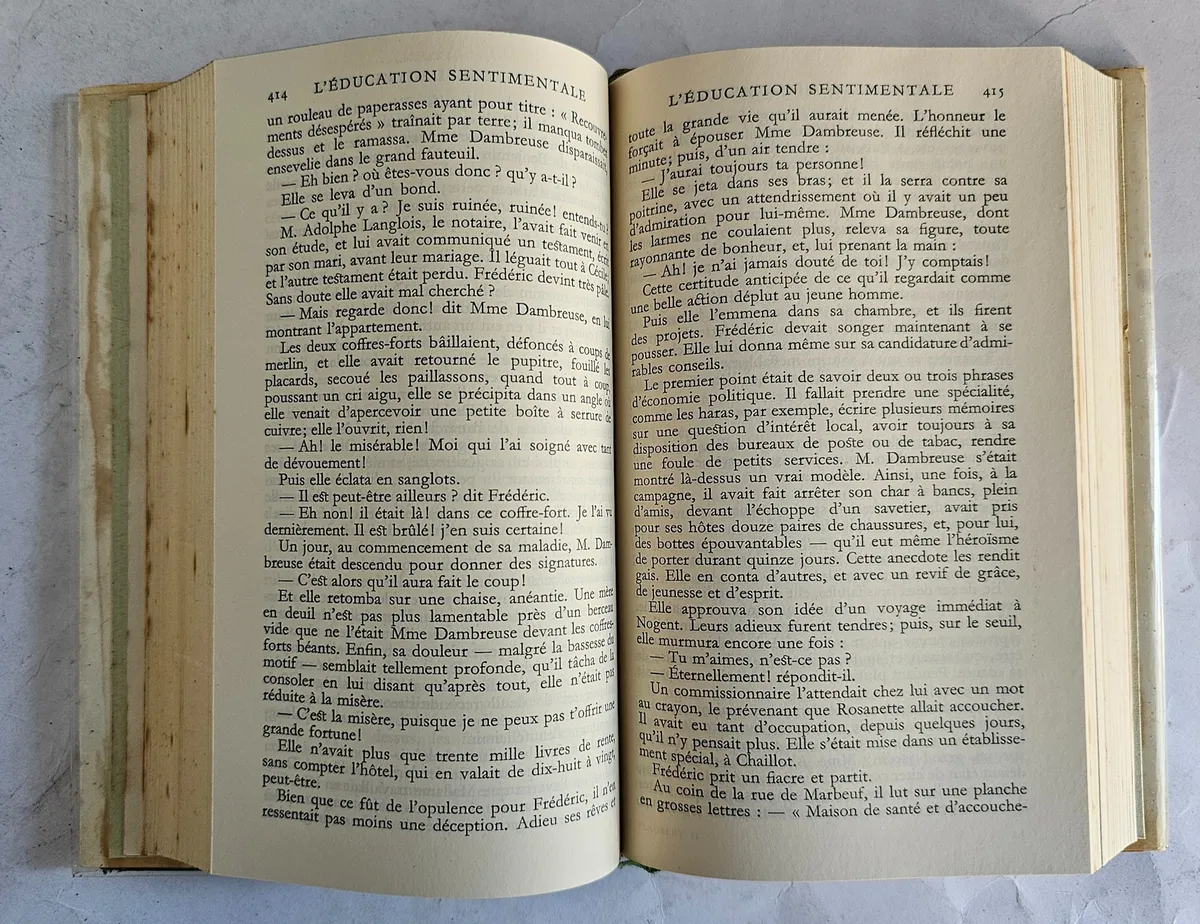 414 L'ÉDUCATION SENTIMENTALE
un rouleau de paperasses ayant pour titre : « Recouvre-
ments désespérés » traînait par terre; il manqua tomber
dessus et le ramassa. Mme Dambreuse disparaissait,
ensevelie dans le grand fauteuil.
— Eh bien ? où êtes-vous donc ? qu'y a-t-il ?
Elle se leva d'un bond.
— Ce qu'il y a ? Je suis ruinée, ruinée! entends-tu?
M. Adolphe Langlois, le notaire, l'avait fait venir en
son étude, et lui avait communiqué un testament, écrit
par son mari, avant leur mariage. Il léguait tout à Cécile;
et l'autre testament était perdu. Frédéric devint très pâle.
Sans doute elle avait mal cherché ?
— Mais regarde donc! dit Mme Dambreuse, en lui
montrant l'appartement.
Les deux coffres-forts bâillaient, défoncés à coups de
merlin, et elle avait retourné le pupitre, fouillé les
placards, secoué les paillassons, quand tout à coup,
poussant un cri aigu, elle se précipita dans un angle où
elle venait d'apercevoir une petite boîte à serrure de
cuivre; elle l'ouvrit, rien!
— Ah! le misérable! Moi qui l'ai soigné avec tant
de dévouement!
Puis elle éclata en sanglots.
— Il est peut-être ailleurs ? dit Frédéric.
— Eh non! il était là! dans ce coffre-fort. Je l'ai vu
dernièrement. Il est brûlé! j'en suis certaine!
Un jour, au commencement de sa maladie, M. Dam-
breuse était descendu pour donner des signatures.
— C'est alors qu'il aura fait le coup!
Et elle retomba sur une chaise, anéantie. Une mère
en deuil n'est pas plus lamentable près d'un berceau
vide que ne l'était Mme Dambreuse devant les coffres-
forts béants. Enfin, sa douleur — malgré la bassesse du
motif — semblait tellement profonde, qu'il tâcha de la
consoler en lui disant qu'après tout, elle n'était pas
réduite à la misère.
— C'est la misère, puisque je ne peux pas t'offrir une
grande fortune!
Elle n'avait plus que trente mille livres de rente,
sans compter l'hôtel, qui en valait de dix-huit à vingt,
peut-être.
Bien que ce fût de l'opulence pour Frédéric, il n'en
ressentait pas moins une déception. Adieu ses rêves et
L'ÉDUCATION SENTIMENTALE 415
toute la grande vie qu'il aurait menée. L'honneur le
forçait à épouser Mme Dambreuse. Il réfléchit une
minute; puis, d'un air tendre :
— J'aurai toujours ta personne!
Elle se jeta dans ses bras; et il la serra contre sa
poitrine, avec un attendrissement où il y avait un peu
d'admiration pour lui-même. Mme Dambreuse, dont
les larmes ne coulaient plus, releva sa figure, toute
rayonnante de bonheur, et, lui prenant la main :
— Ah! je n'ai jamais douté de toi! J'y comptais!
Cette certitude anticipée de ce qu'il regardait comme
une belle action déplut au jeune homme.
Puis elle l'emmena dans sa chambre, et ils firent
des projets. Frédéric devait songer maintenant à se
pousser. Elle lui donna même sur sa candidature d'admi-
rables conseils.
Le premier point était de savoir deux ou trois phrases
d'économie politique. Il fallait prendre une spécialité,
comme les haras, par exemple, écrire plusieurs mémoires
sur une question d'intérêt local, avoir toujours à sa
disposition des bureaux de poste ou de tabac, rendre
une foule de petits services. M. Dambreuse s'était
montré là-dessus un vrai modèle. Ainsi, une fois, à la
campagne, il avait fait arrêter son char à bancs, plein
d'amis, devant l'échoppe d'un savetier, avait pris
pour ses hôtes douze paires de chaussures, et, pour lui,
des bottes épouvantables — qu'il eut même l'héroïsme
de porter durant quinze jours. Cette anecdote les rendit
gais. Elle en conta d'autres, et avec un revif de grâce,
de jeunesse et d'esprit.
Elle approuva son idée d'un voyage immédiat à
Nogent. Leurs adieux furent tendres; puis, sur le seuil,
elle murmura encore une fois :
— Tu m'aimes, n'est-ce pas ?
— Éternellement! répondit-il.
Un commissionnaire l'attendait chez lui avec un mot
au crayon, le prévenant que Rosanette allait accoucher.
Il avait eu tant d'occupation, depuis quelques jours,
qu'il n'y pensait plus. Elle s'était mise dans un établisse-
ment spécial, à Chaillot.
Frédéric prit un fiacre et partit.
Au coin de la rue de Marbeuf, il lut sur une planche
en grosses lettres : — « Maison de santé et d'accouche-